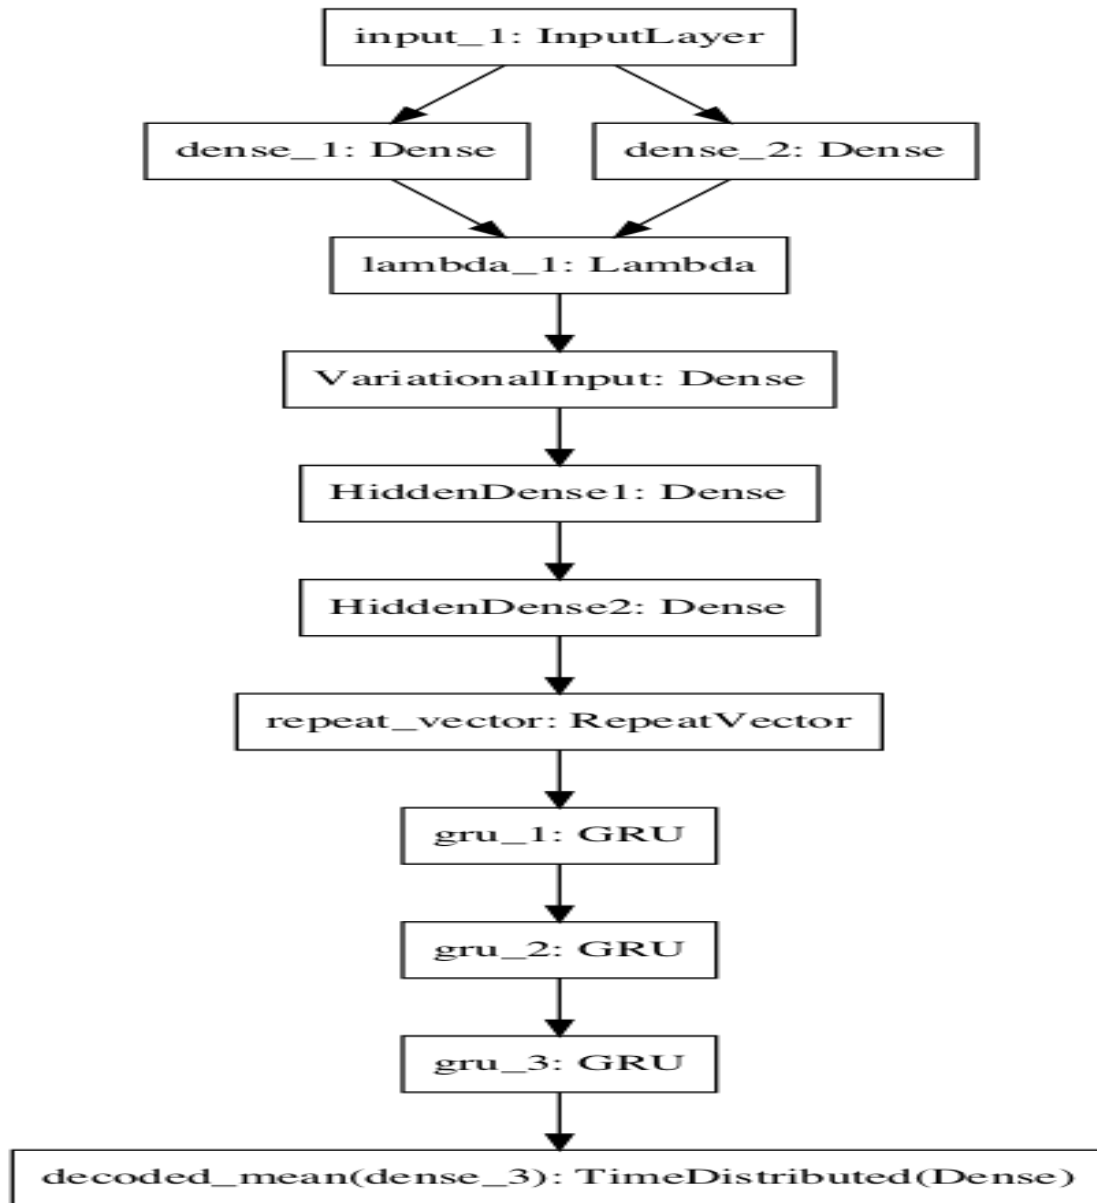 input_1: InputLayer
dense_1: Dense
dense_2: Dense
lambda_1: Lambda
VariationalInput: Dense
HiddenDense1: Dense
HiddenDense2: Dense
repeat_vector: RepeatVector
gru_1: GRU
gru_2: GRU
gru_3: GRU
decoded_mean(dense_3): TimeDistributed(Dense)